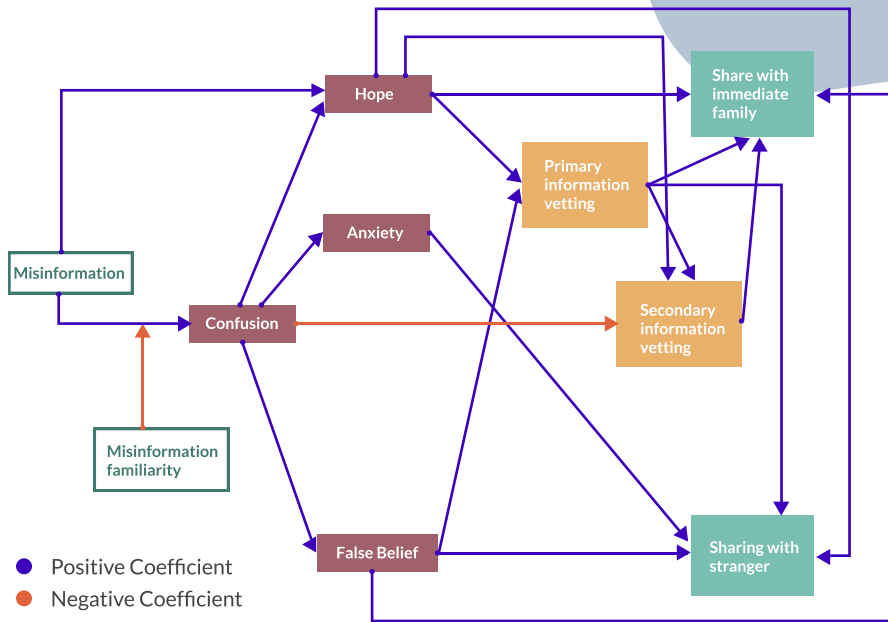 Hope
Share with
immediate
family
Primary
information
vetting
Anxiety
Misinformation
Confusion
Secondary
information
vetting
Misinformation
familiarity
False Belief
Sharing with
stranger
Positive Coefficient
Negative Coefficient